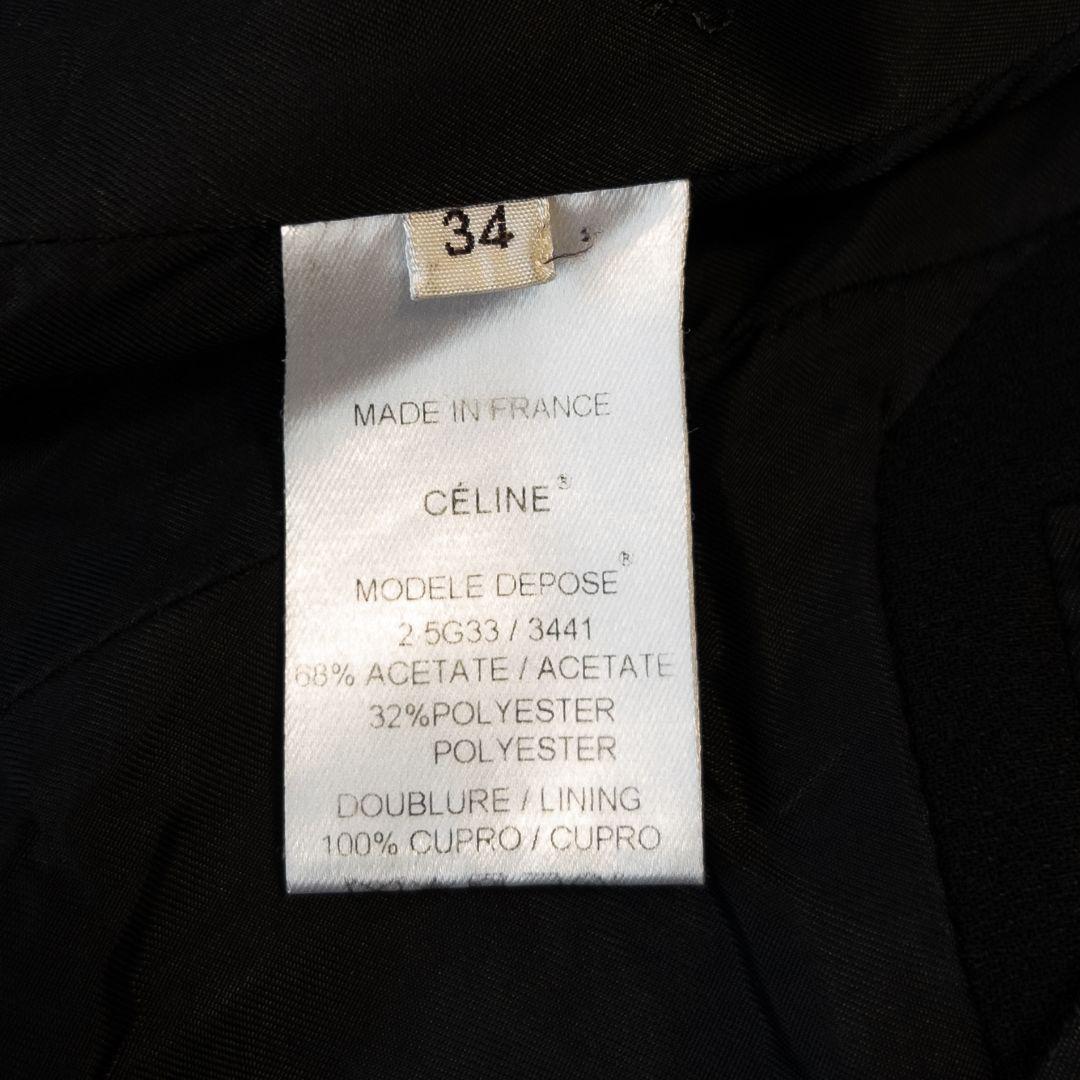 34
MADE IN FRANCE
CÉLINE®
MODELE DEPOSE®
2 5G33 / 3441
68% ACETATE / ACETATE
32%POLYESTER
POLYESTER
DOUBLURE / LINING
100% CUPRO / CUPRO